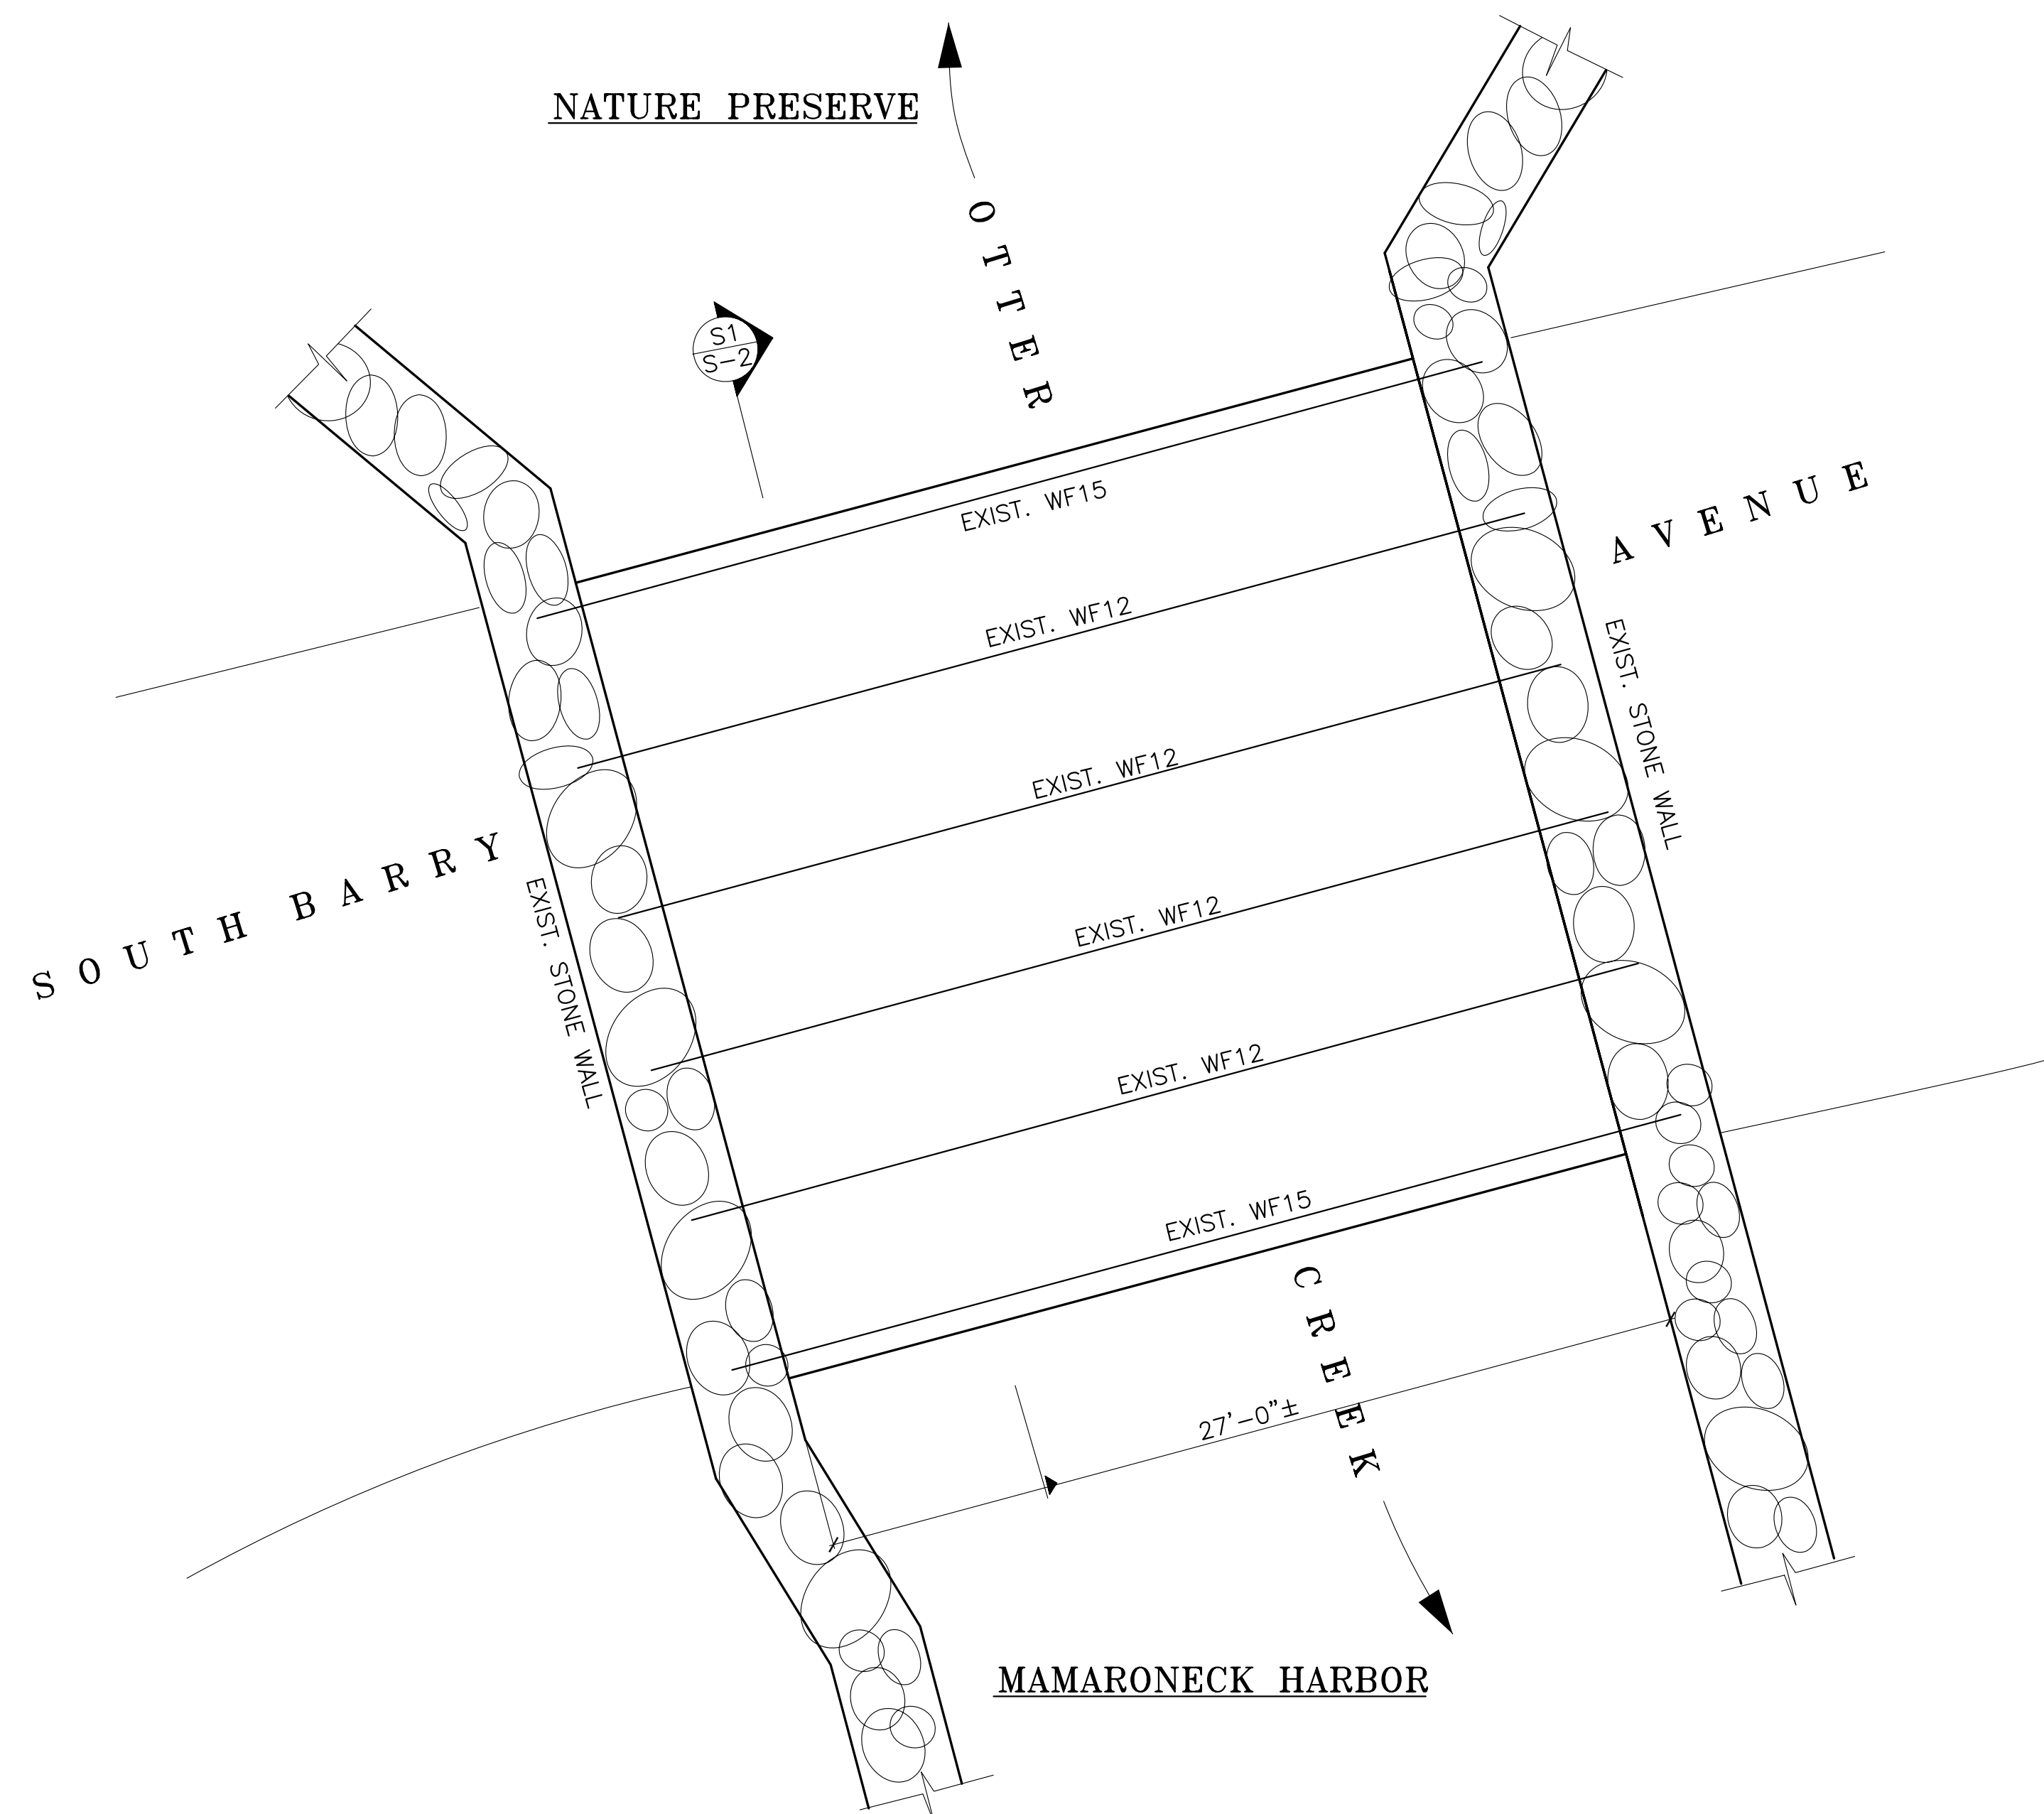 NATURE PRESERVE
OTTER
S1
S-2
EXIST. WF15
EXIST. WF12
AVENUE
EXIST. STONE WALL
EXIST. WF12
SOUTH BARRY
EXIST. STONE WALL
EXIST. WF12
EXIST. WF12
EXIST. WF15
CREEK
27'-0"±
MAMARONECK HARBOR